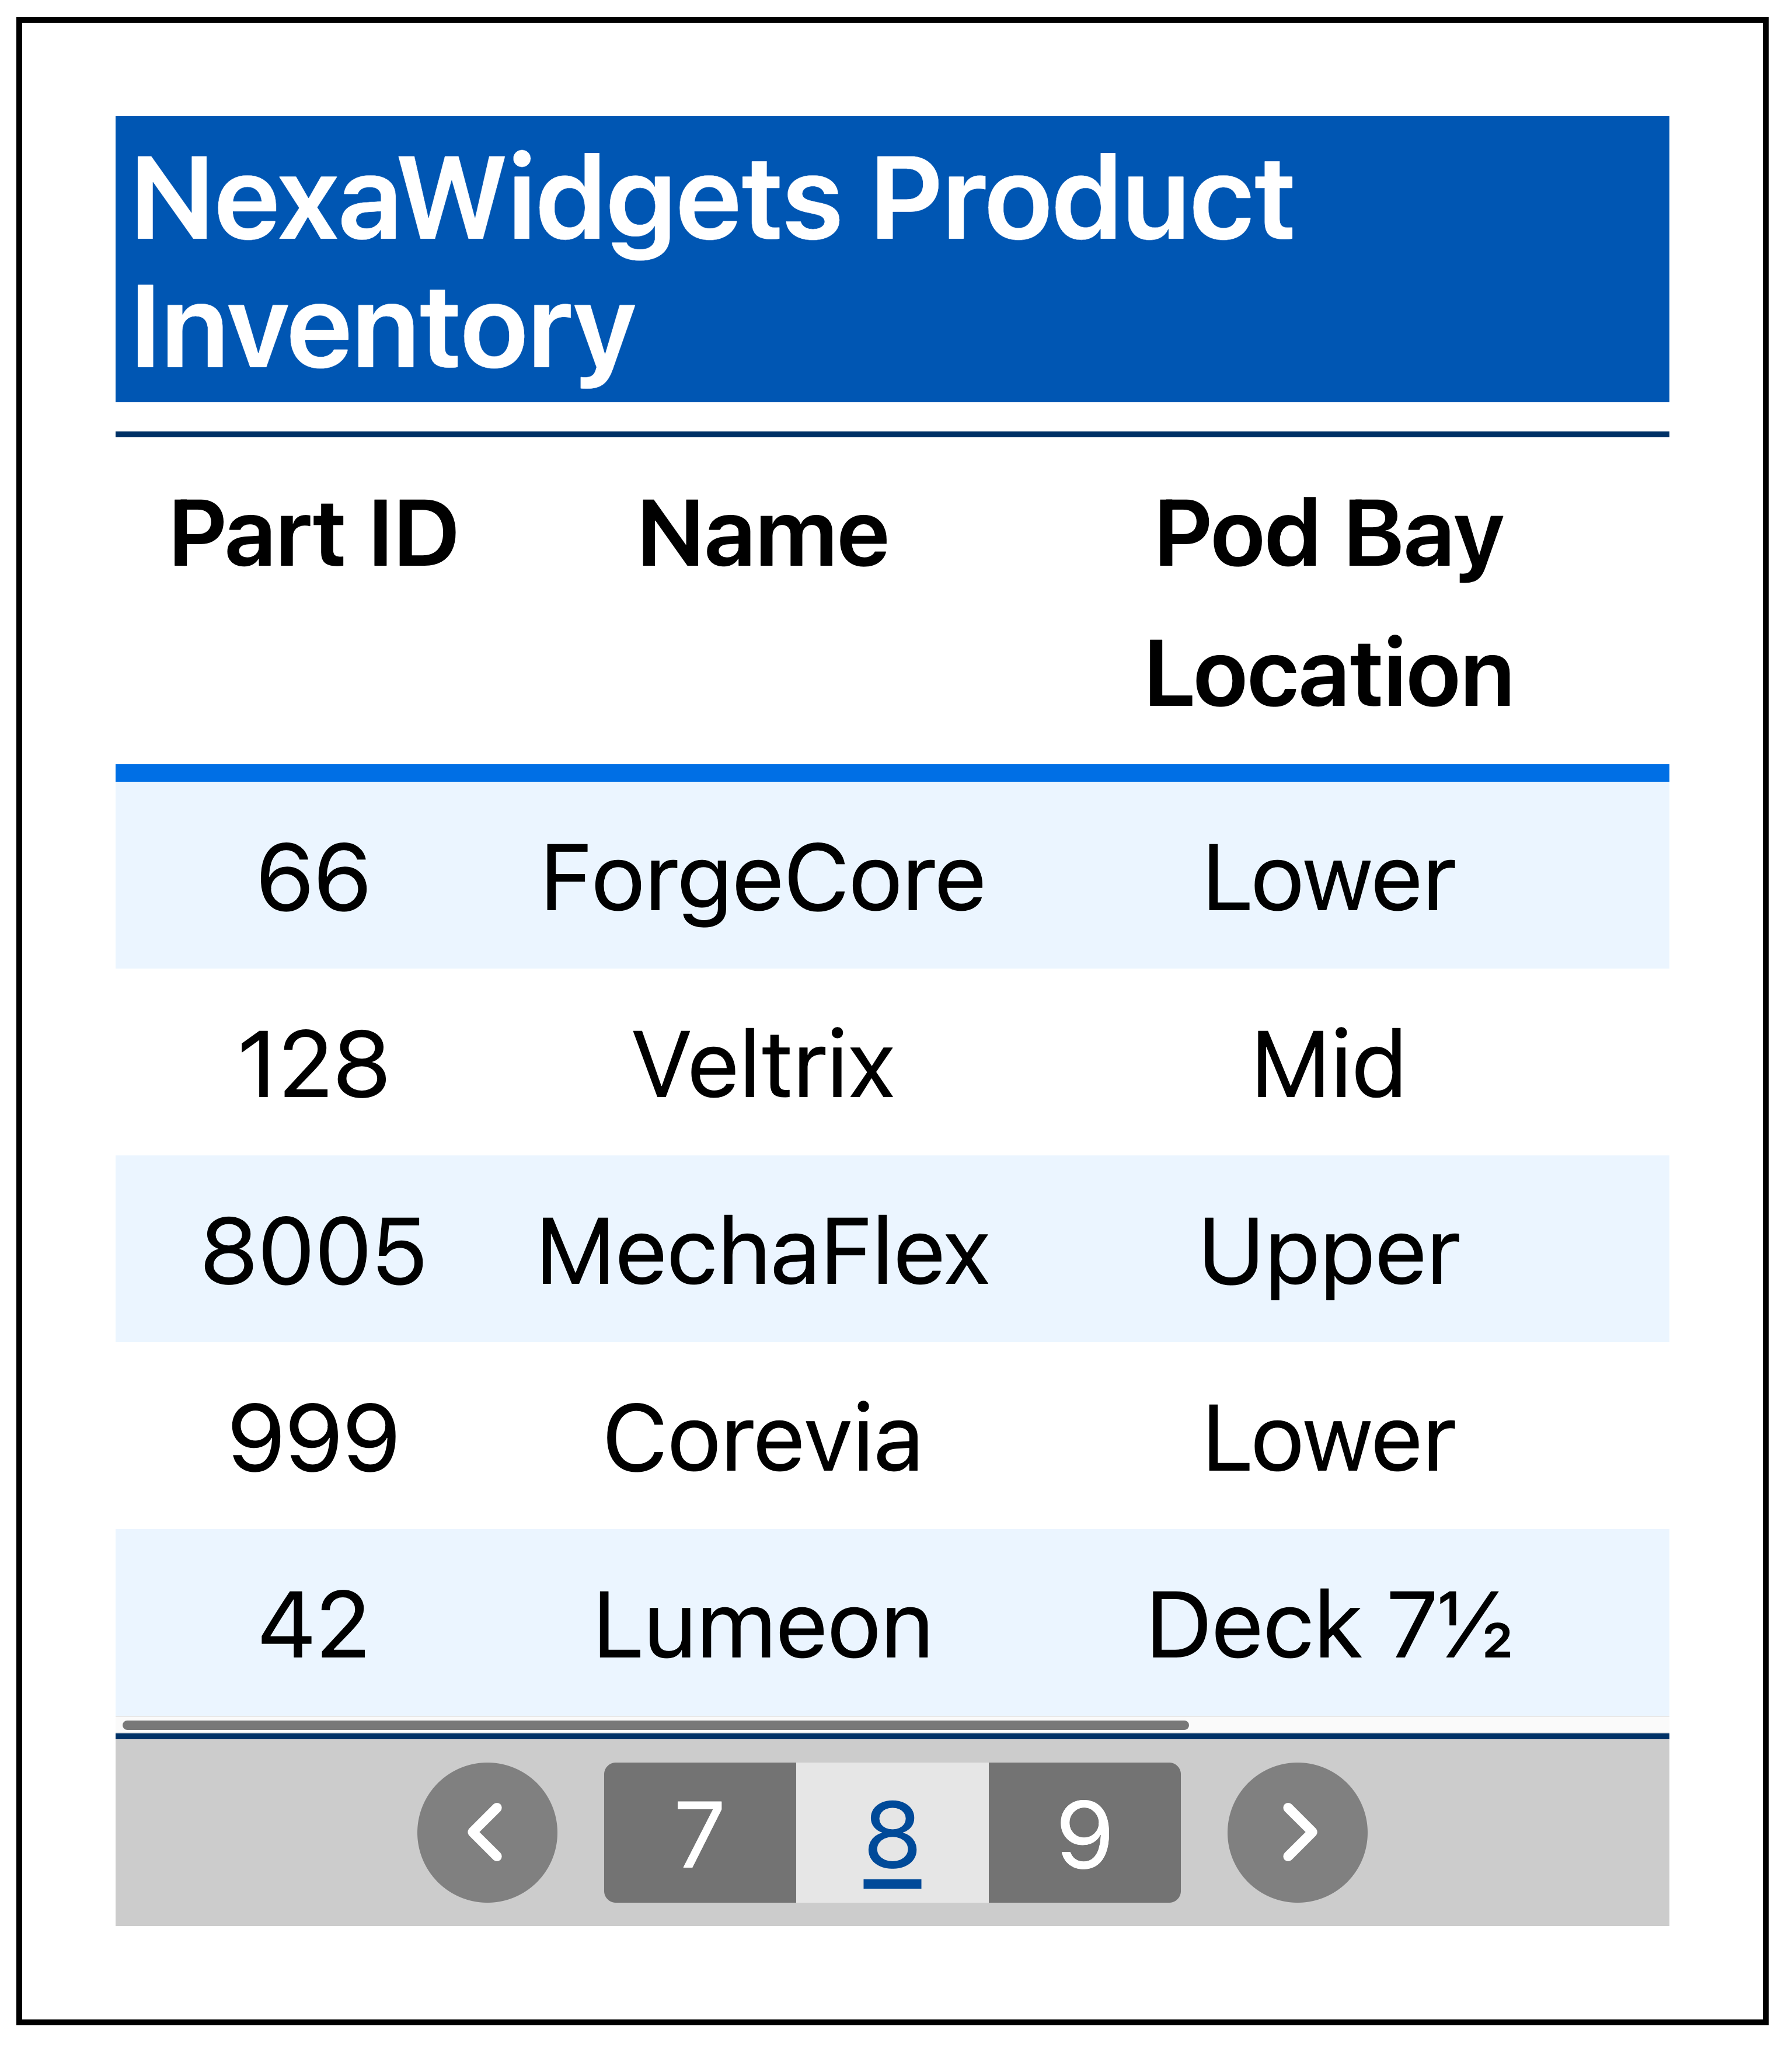 NexaWidgets Product
Inventory
Part ID Name Pod Bay
Location
66 ForgeCore Lower
128 Veltrix Mid
8005 MechaFlex Upper
999 Corevia Lower
42 Lumeon Deck 7½
7 8 9